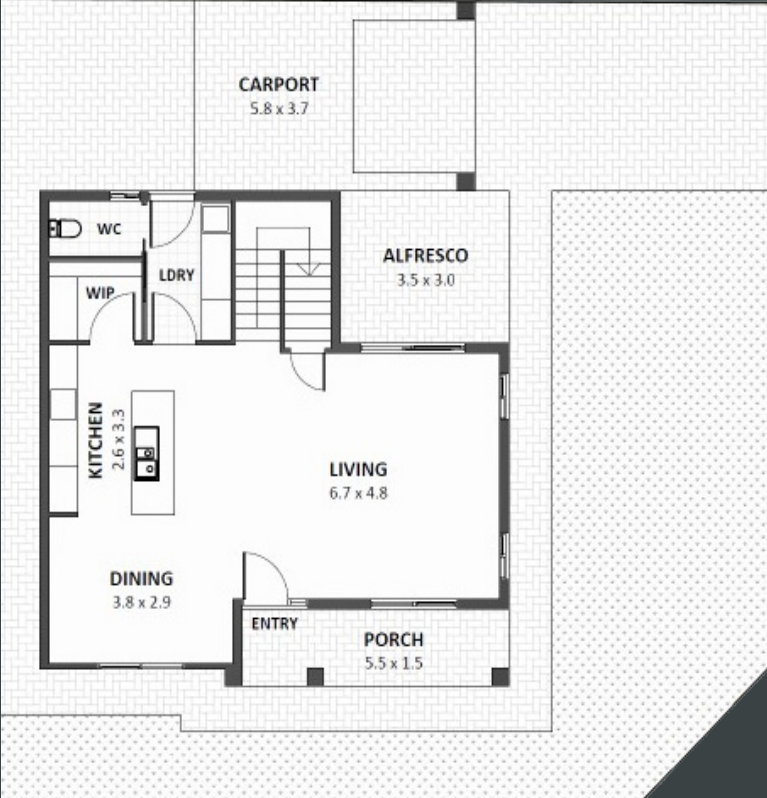 CARPORT
5.8 x 3.7
WC
LDRY
WIP
ALFRESCO
3.5 x 3.0
KITCHEN
2.6 x 3.3
LIVING
6.7 x 4.8
DINING
3.8 x 2.9
ENTRY
PORCH
5.5 x 1.5